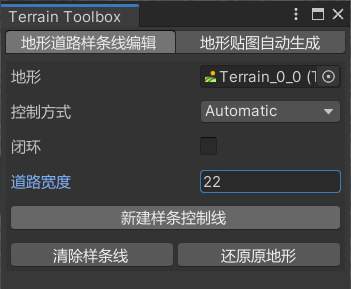 Terrain Toolbox
地形道路样条线编辑 地形贴图自动生成
地形 Terrain_0_0 (T
控制方式 Automatic
闭环
道路宽度 22
新建样条控制线
清除样条线 还原原地形